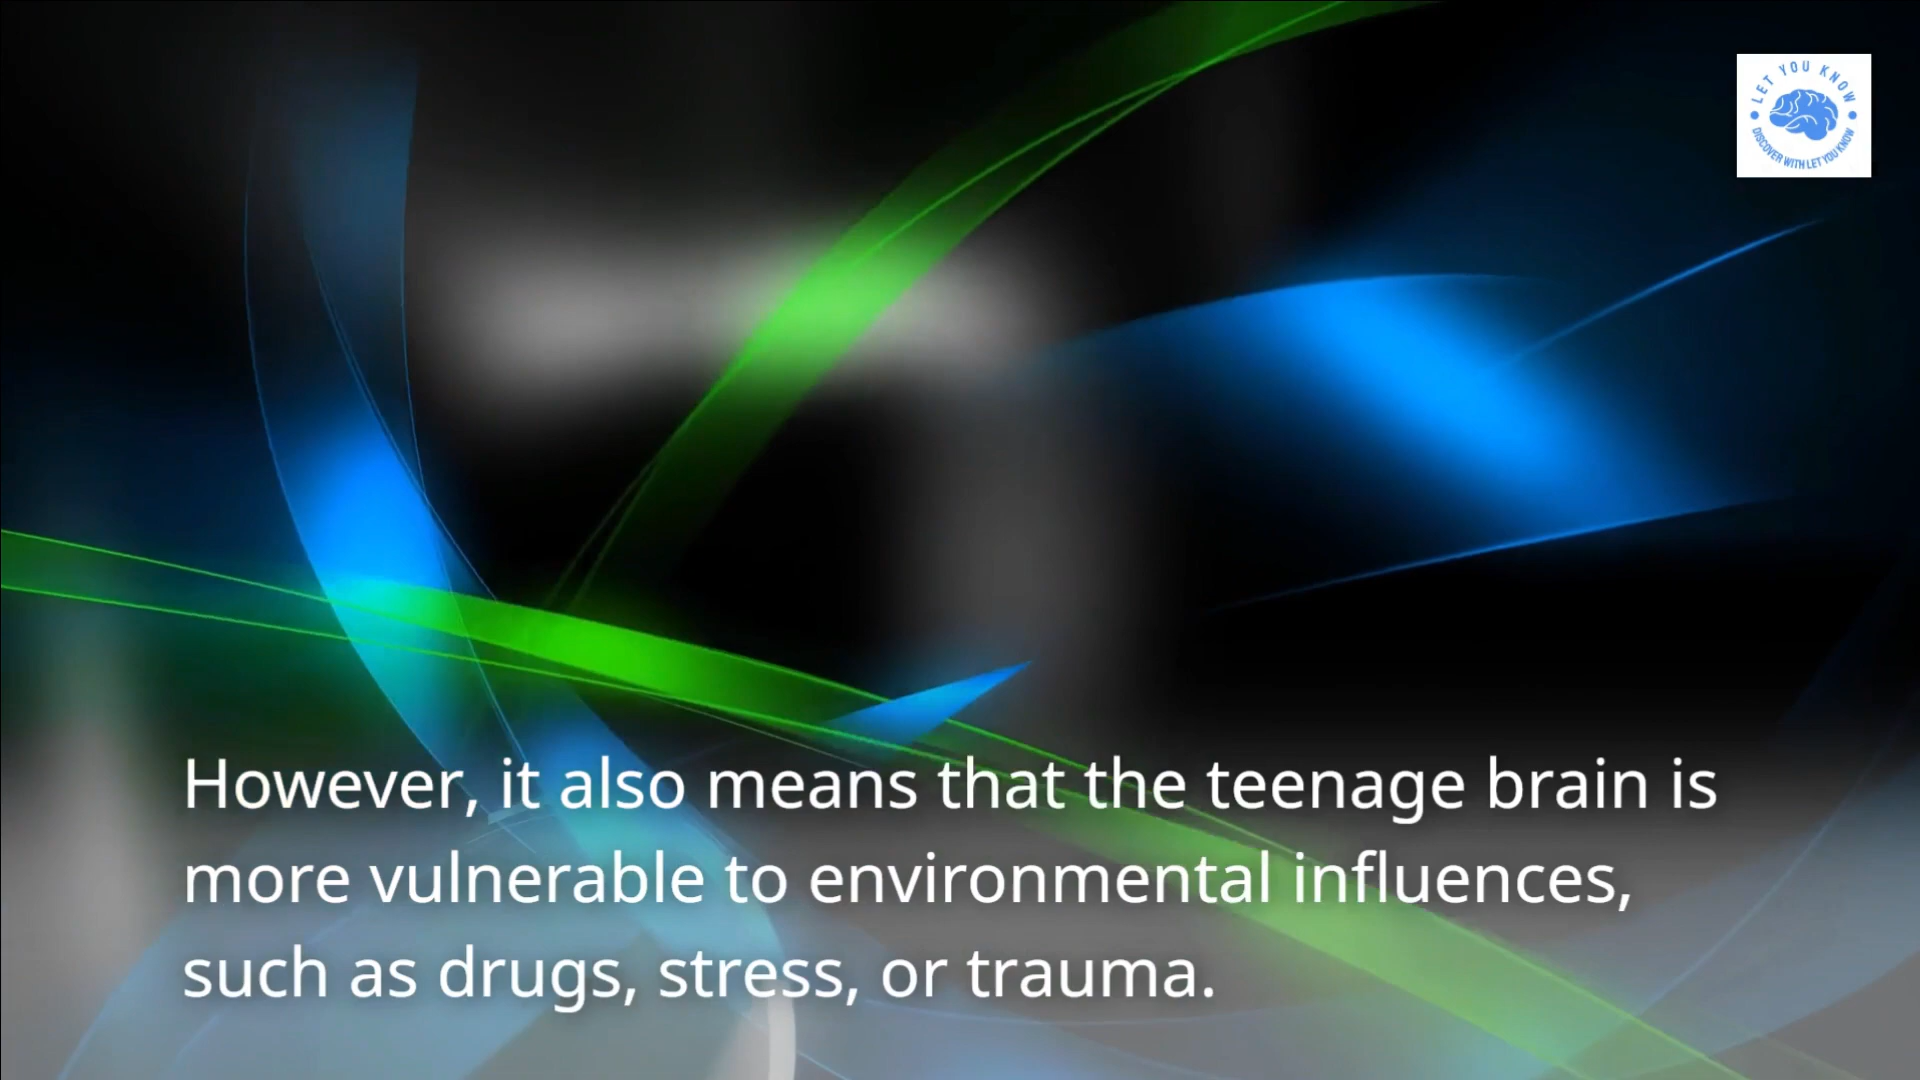 LET YOU KNOW
DISCOVER WITH LET YOU KNOW
However, it also means that the teenage brain is
more vulnerable to environmental influences,
such as drugs, stress, or trauma.